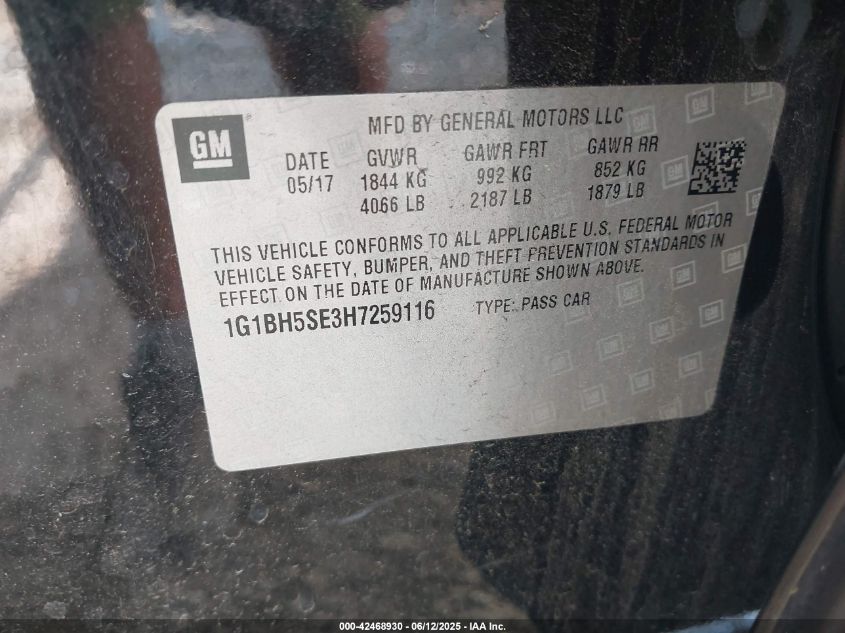 GM
MFD BY GENERAL MOTORS LLC
DATE GVWR GAWR FRT GAWR RR
05/17 1844 KG 992 KG 852 KG
4066 LB 2187 LB 1879 LB
THIS VEHICLE CONFORMS TO ALL APPLICABLE U.S. FEDERAL MOTOR
VEHICLE SAFETY, BUMPER, AND THEFT PREVENTION STANDARDS IN
EFFECT ON THE DATE OF MANUFACTURE SHOWN ABOVE.
1G1BH5SE3H7259116 TYPE: PASS CAR
000-42468930 - 06/12/2025 - IAA Inc.